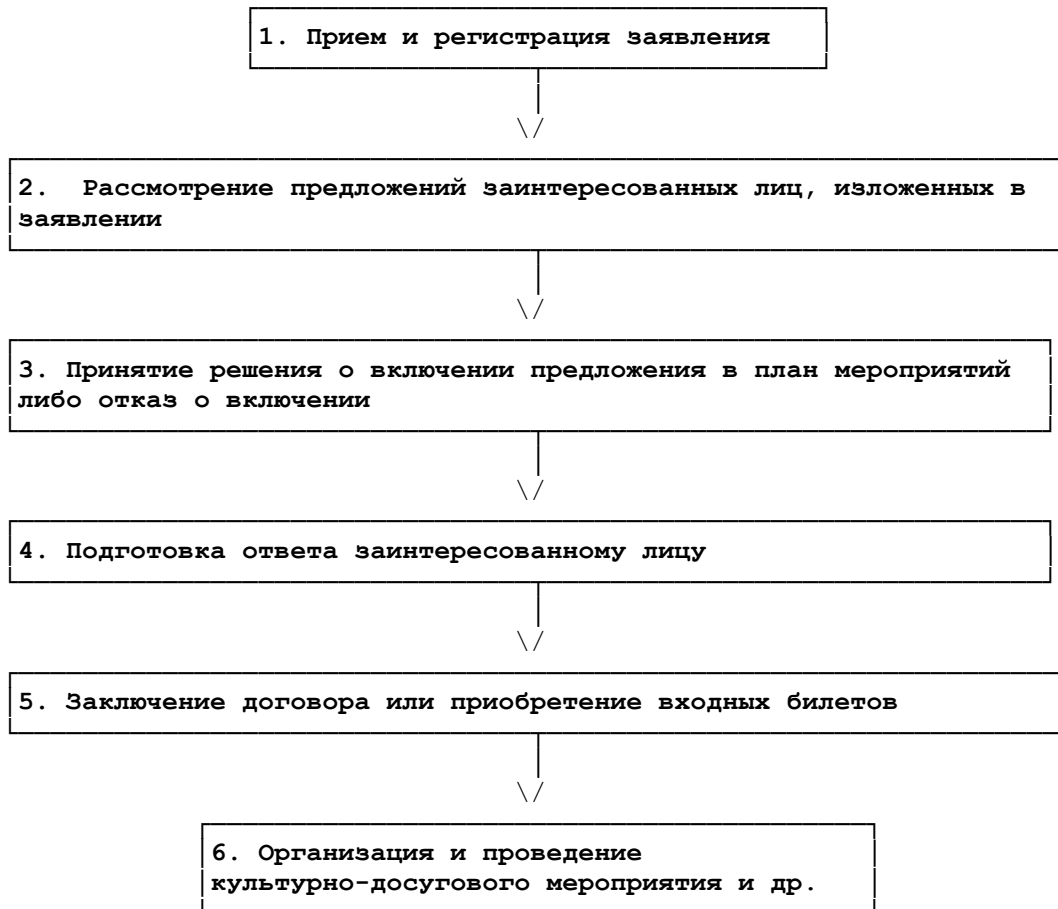 1. Прием и регистрация заявления
2. Рассмотрение предложений заинтересованных лиц, изложенных в
заявлении
3. Принятие решения о включении предложения в план мероприятий
либо отказ о включении
4. Подготовка ответа заинтересованному лицу
5. Заключение договора или приобретение входных билетов
6. Организация и проведение
культурно-досугового мероприятия и др.